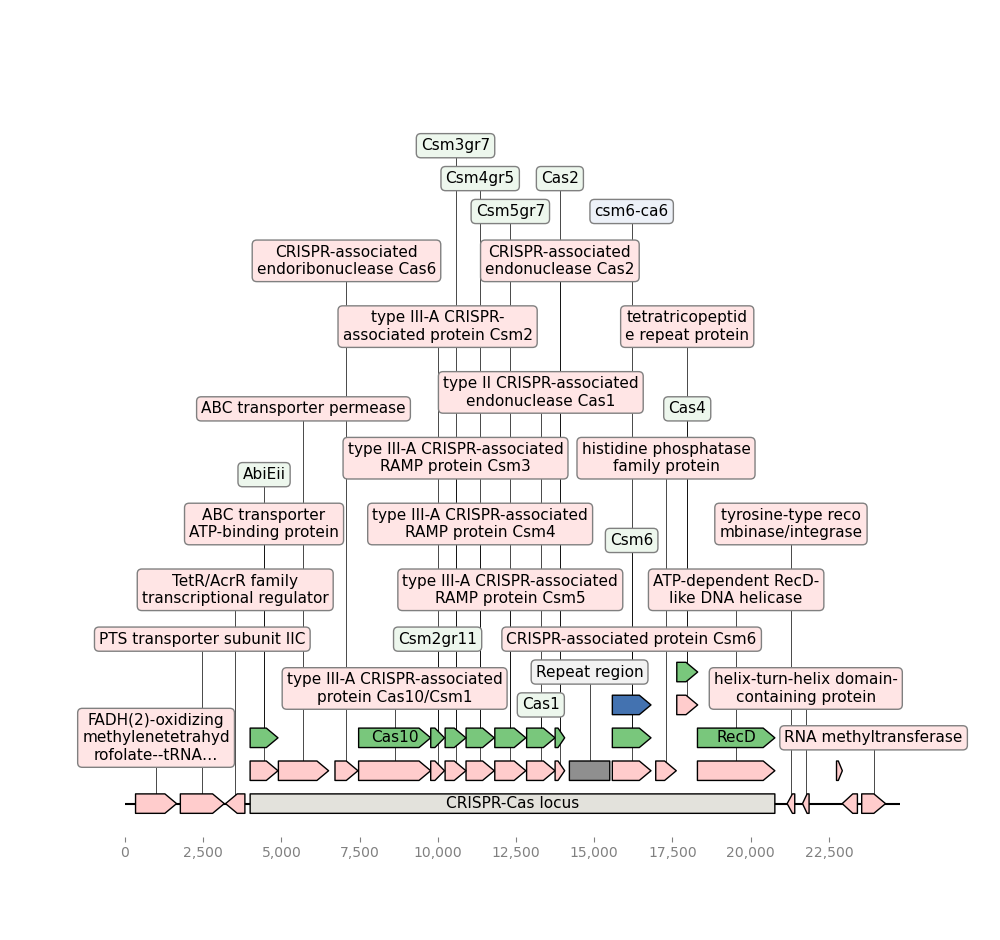 Csm3gr7
Csm4gr5
Cas2
Csm5gr7
csm6-ca6
CRISPR-associated
endoribonuclease Cas6
CRISPR-associated
endonuclease Cas2
type III-A CRISPR-
associated protein Csm2
tetratricopeptid
e repeat protein
type II CRISPR-associated
endonuclease Cas1
ABC transporter permease
Cas4
type III-A CRISPR-associated
RAMP protein Csm3
histidine phosphatase
family protein
AbiEii
ABC transporter
ATP-binding protein
type III-A CRISPR-associated
RAMP protein Csm4
tyrosine-type reco
mbinase/integrase
Csm6
TetR/AcrR family
transcriptional regulator
type III-A CRISPR-associated
RAMP protein Csm5
ATP-dependent RecD-
like DNA helicase
PTS transporter subunit IIC
Csm2gr11
CRISPR-associated protein Csm6
Repeat region
type III-A CRISPR-associated
protein Cas10/Csm1
helix-turn-helix domain-
containing protein
Cas1
FADH(2)-oxidizing
methylenetetrahyd
rofolate--tRNA...
Cas10
RecD
RNA methyltransferase
CRISPR-Cas locus
0
2,500
5,000
7,500
10,000
12,500
15,000
17,500
20,000
22,500